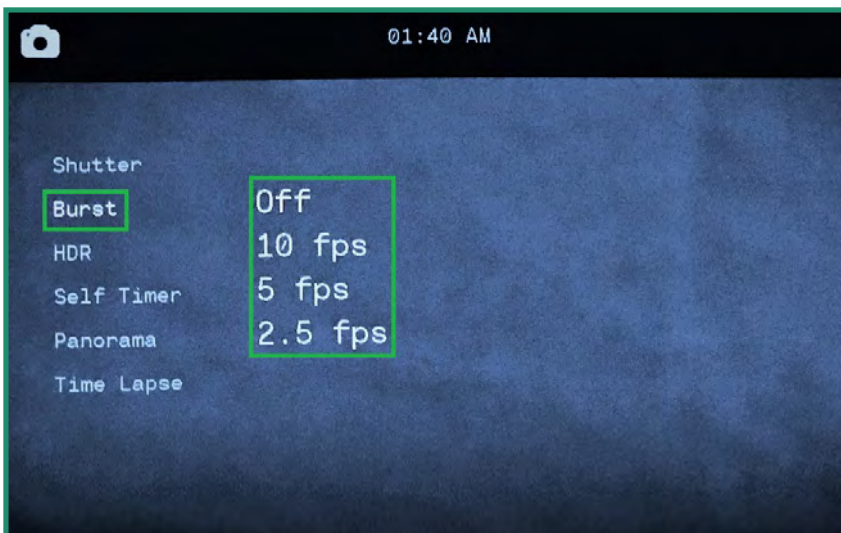 01:40 AM
Shutter
Burst
Off
10 fps
HDR
5 fps
Self Timer
2.5 fps
Panorama
Time Lapse